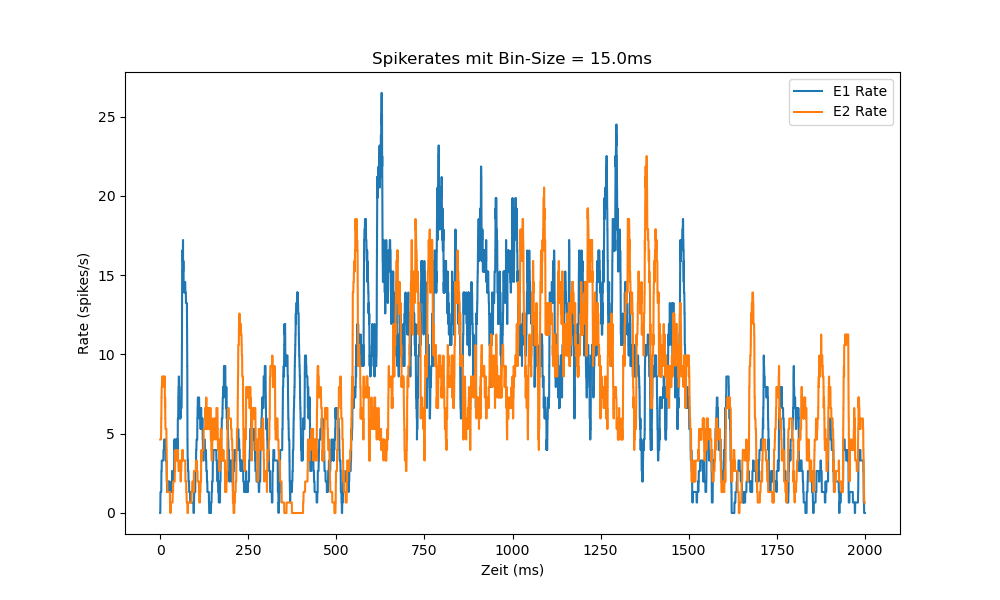 Spikerates mit Bin-Size = 15.0ms
E1 Rate
E2 Rate
25
20
15
10
5
0
Rate (spikes/s)
0 250 500 750 1000 1250 1500 1750 2000
Zeit (ms)